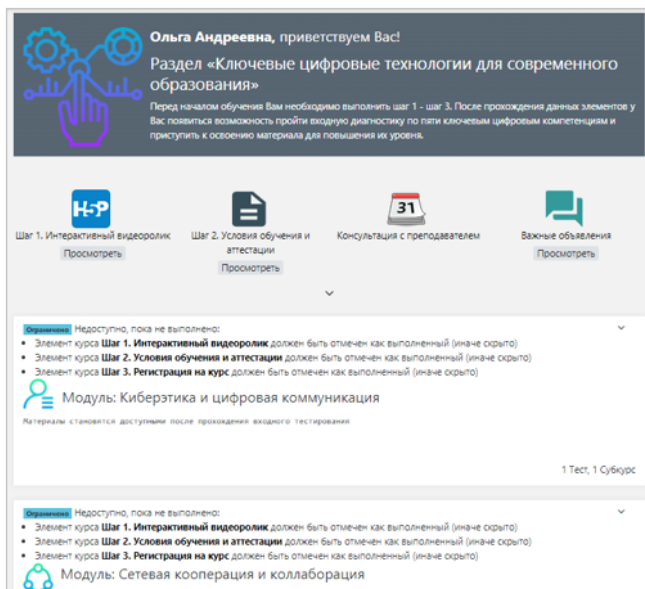 Ольга Андреевна, приветствуем Вас!
Раздел «Ключевые цифровые технологии для современного
образования»
Перед началом обучения Вам необходимо выполнить шаг 1 - шаг 3. После прохождения данных элементов у
Вас появиться возможность пройти входную диагностику по пяти ключевым цифровым компетенциям и
приступить к освоению материала для повышения их уровня.
H5P
31
Шаг 1. Интерактивный видеоролик
Просмотреть
Шаг 2. Условия обучения и
аттестации
Просмотреть
Консультация с преподавателем
Важные объявления
Просмотреть
Ограничено Недоступно, пока не выполнено:
• Элемент курса Шаг 1. Интерактивный видеоролик должен быть отмечен как выполненный (иначе скрыто)
• Элемент курса Шаг 2. Условия обучения и аттестации должен быть отмечен как выполненный (иначе скрыто)
• Элемент курса Шаг 3. Регистрация на курс должен быть отмечен как выполненный (иначе скрыто)
Модуль: Киберэтика и цифровая коммуникация
Материалы становятся доступными после прохождения входного тестирования
1 Тест, 1 Субкурс
Ограничено Недоступно, пока не выполнено:
• Элемент курса Шаг 1. Интерактивный видеоролик должен быть отмечен как выполненный (иначе скрыто)
• Элемент курса Шаг 2. Условия обучения и аттестации должен быть отмечен как выполненный (иначе скрыто)
• Элемент курса Шаг 3. Регистрация на курс должен быть отмечен как выполненный (иначе скрыто)
Модуль: Сетевая кооперация и коллаборация